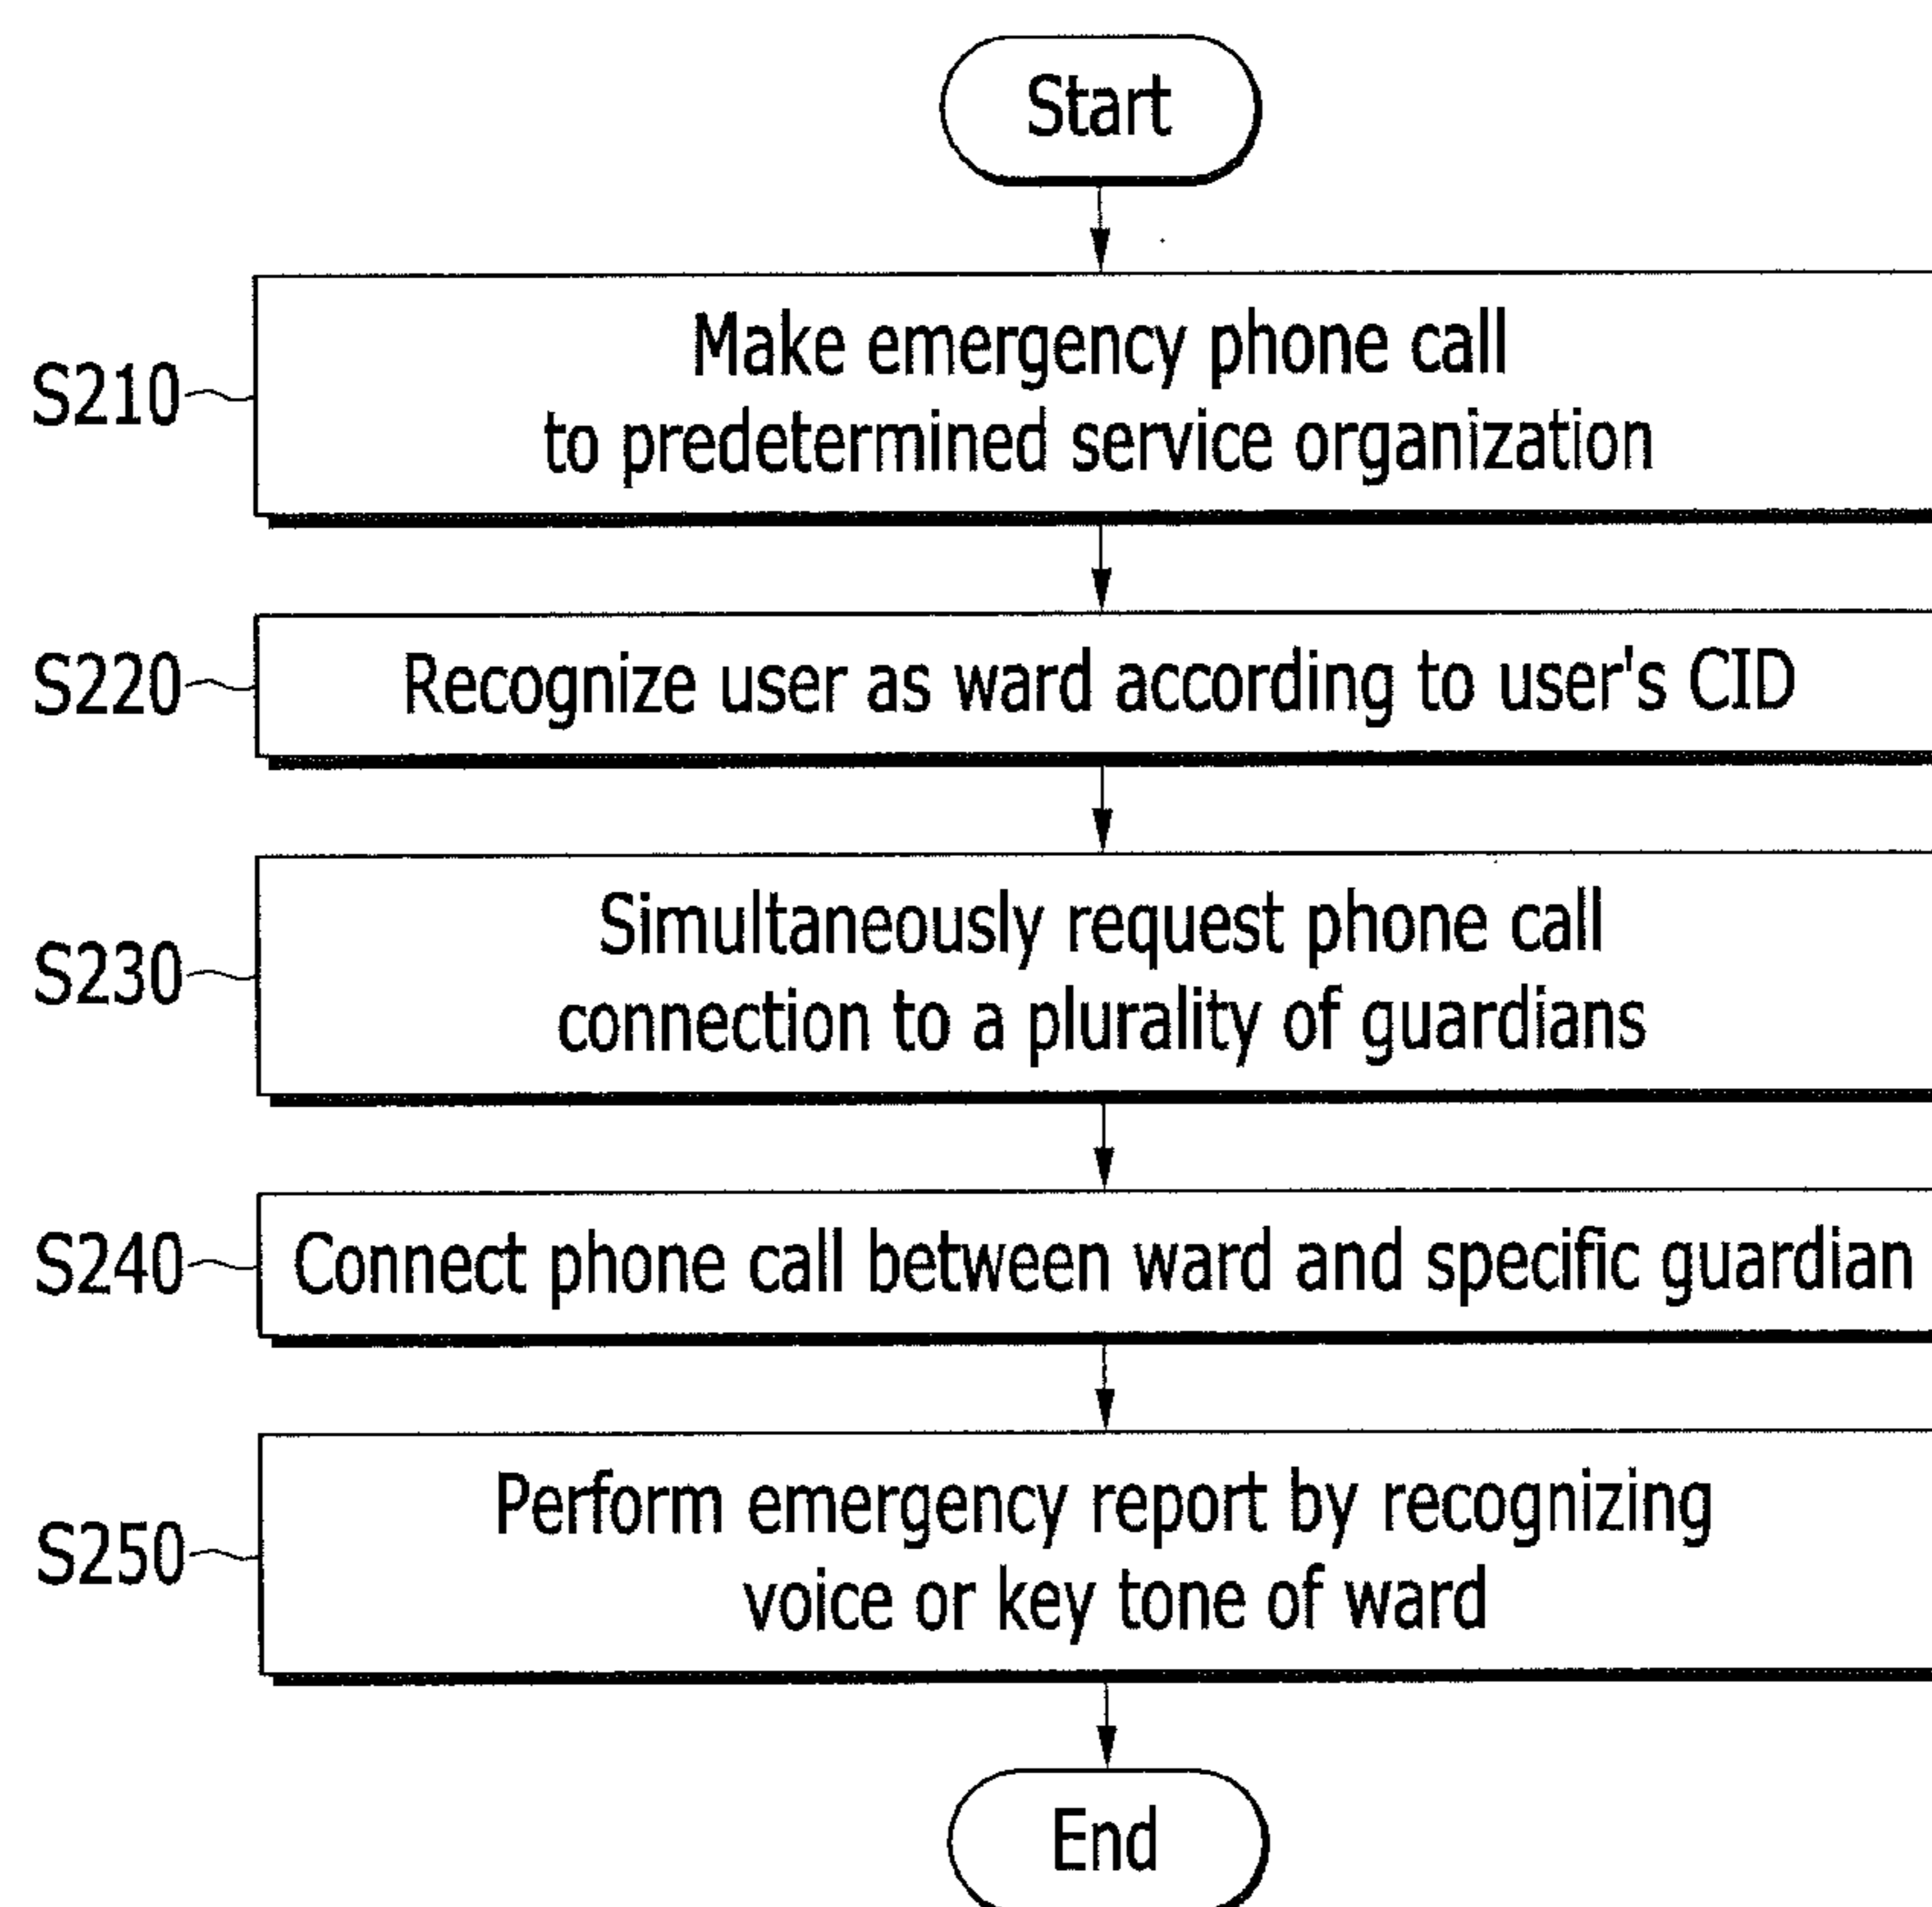 Start
S210
Make emergency phone call
to predetermined service organization
S220
Recognize user as ward according to user's CID
S230
Simultaneously request phone call
connection to a plurality of guardians
S240
Connect phone call between ward and specific guardian
S250
Perform emergency report by recognizing
voice or key tone of ward
End